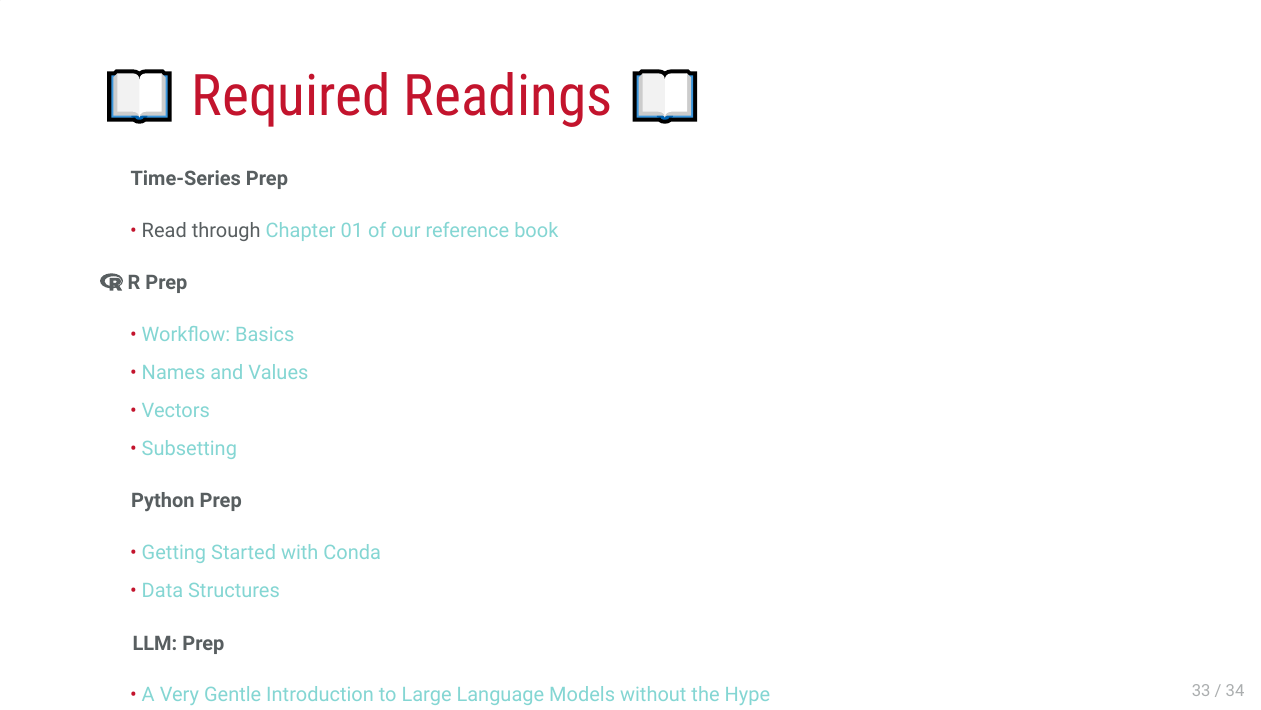 📖 Required Readings 📖
Time-Series Prep
• Read through Chapter 01 of our reference book
R Prep
• Workflow: Basics
• Names and Values
• Vectors
• Subsetting
Python Prep
• Getting Started with Conda
• Data Structures
LLM: Prep
• A Very Gentle Introduction to Large Language Models without the Hype
33 / 34